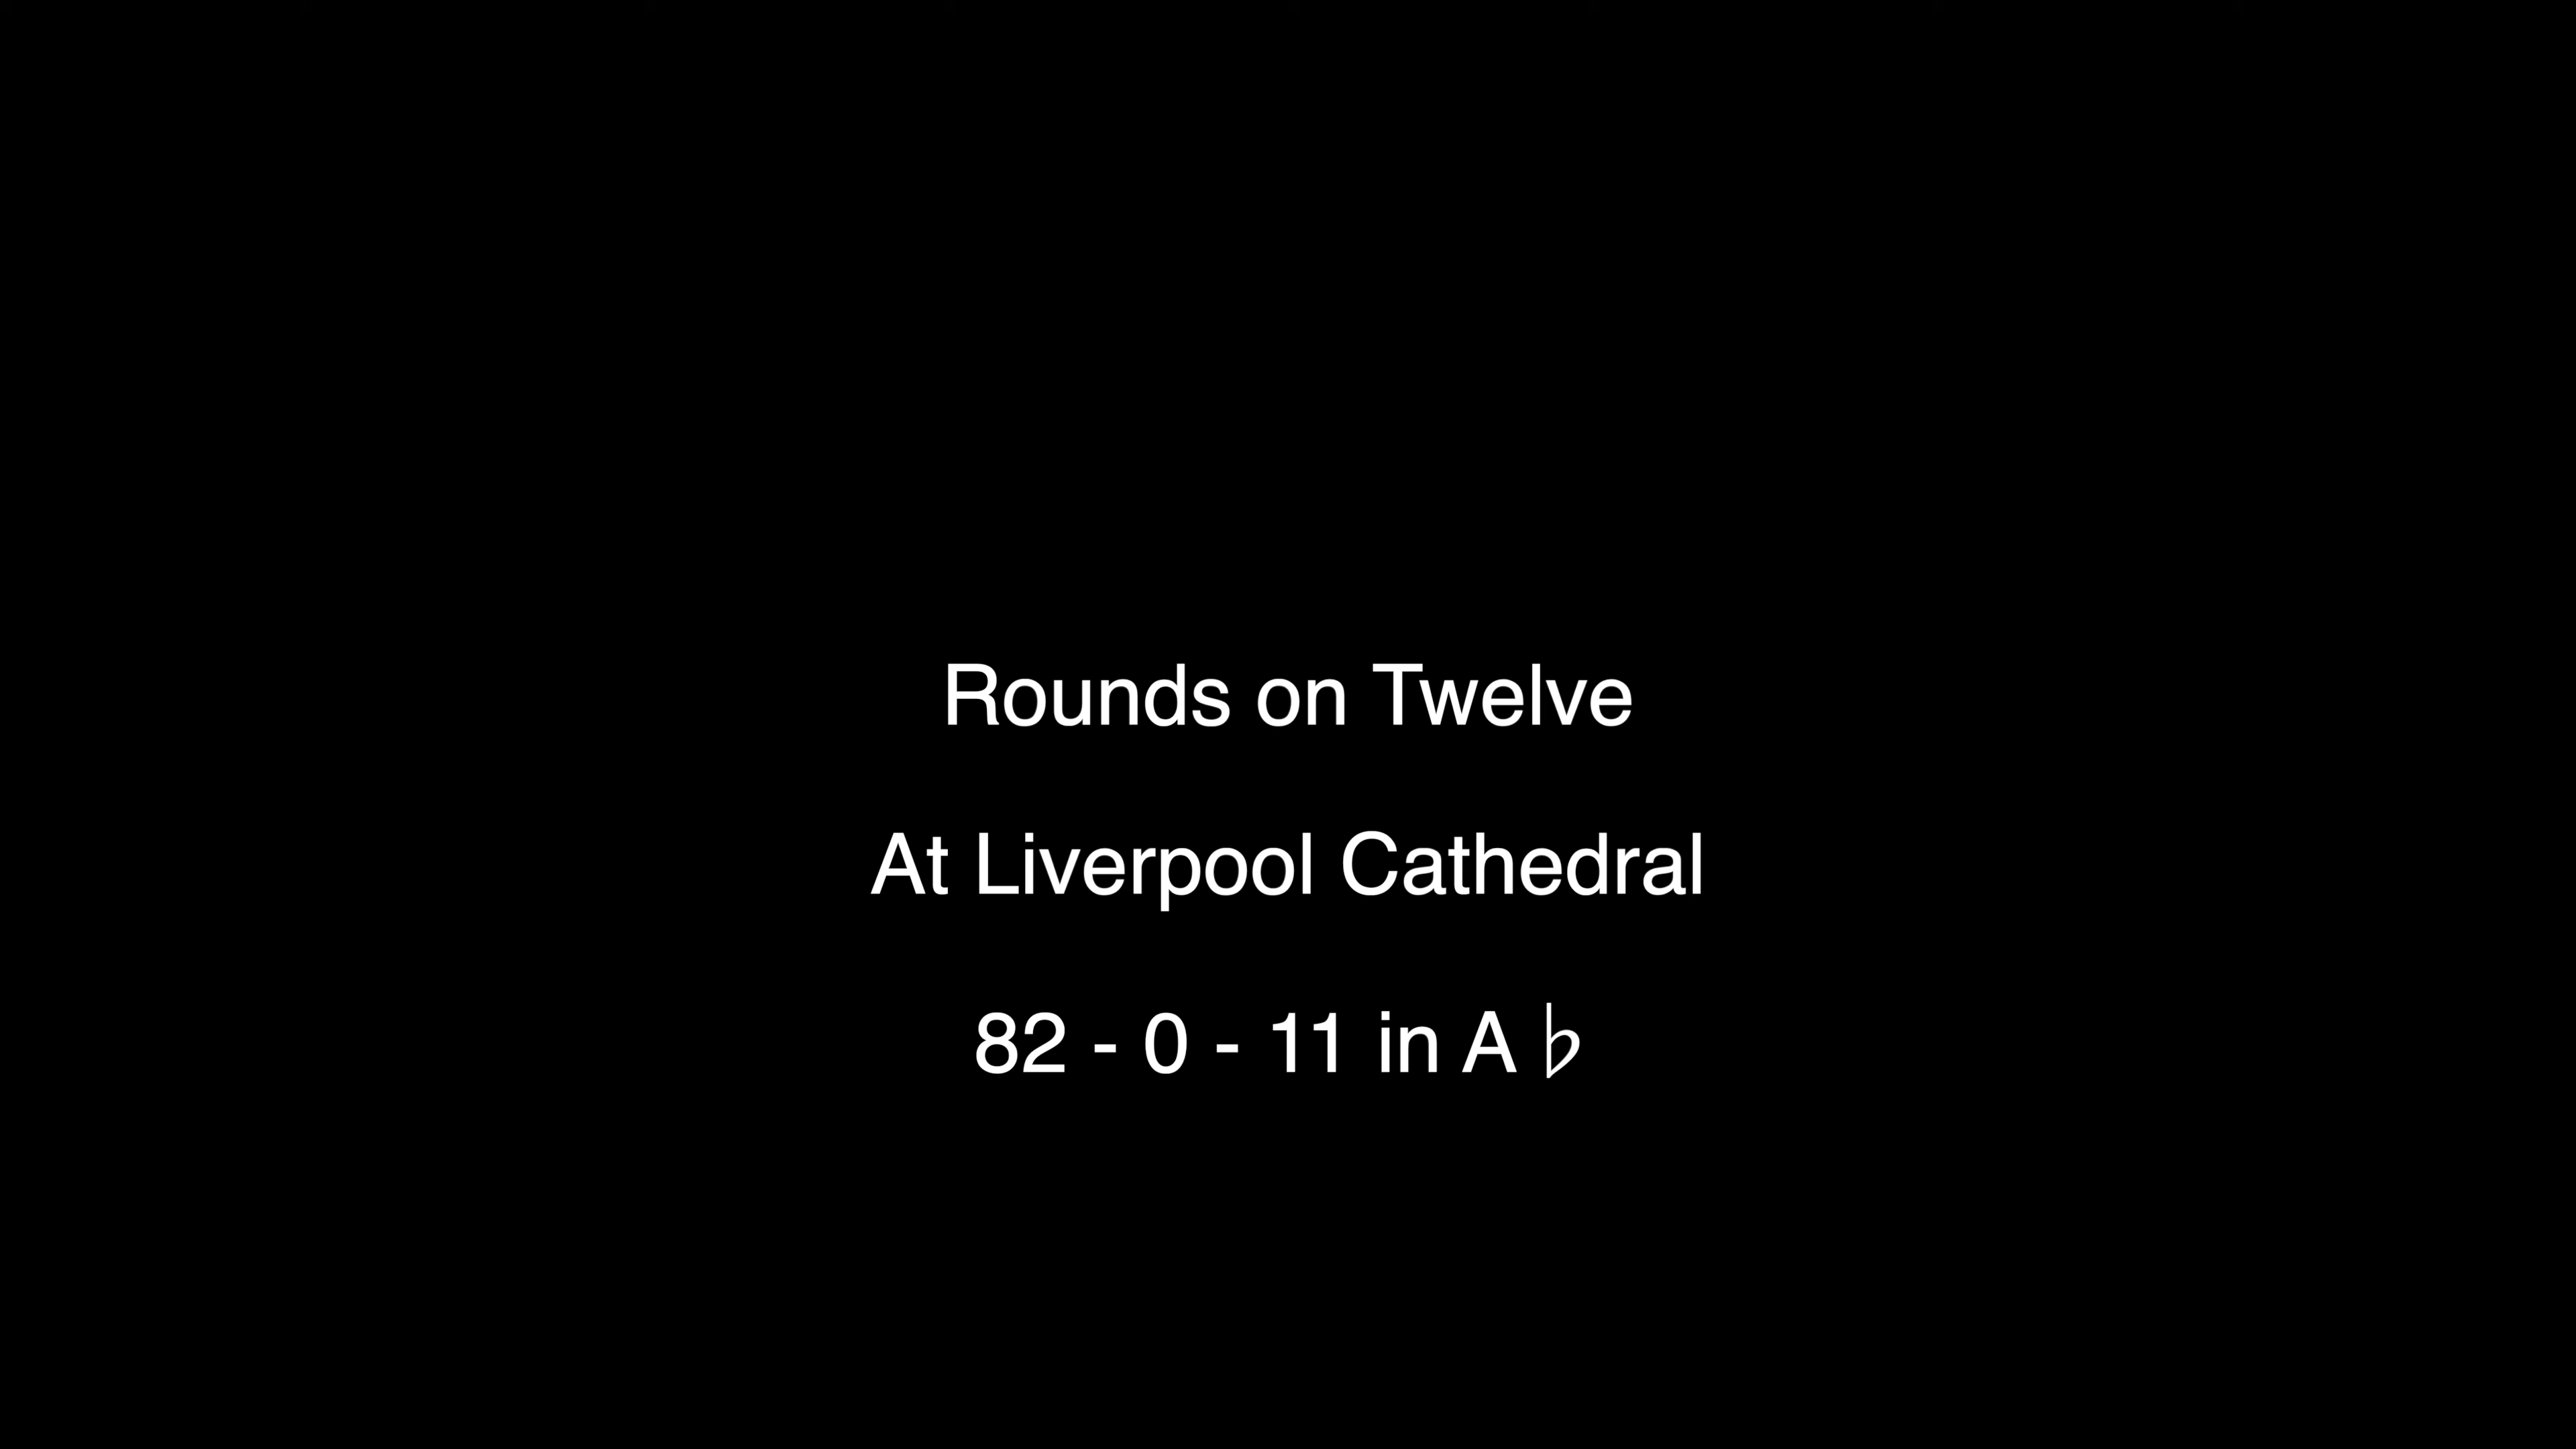 Rounds on Twelve
At Liverpool Cathedral
82 - 0 - 11 in A ♭